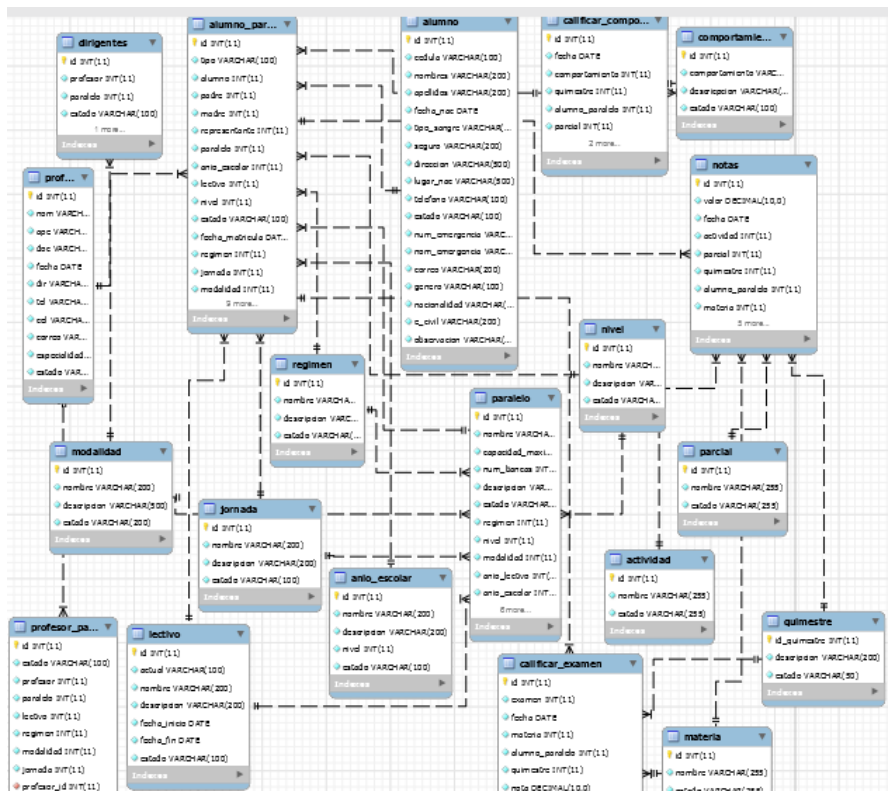 dirigentes
id INT(11)
profesor INT(11)
paralelo INT(11)
estado VARCHAR(100)
1 more...
Indexes
alumno_par...
id INT(11)
tipo VARCHAR(100)
alumno INT(11)
padre INT(11)
madre INT(11)
representante INT(11)
paralelo INT(11)
anio_escolar INT(11)
lectivo INT(11)
nivel INT(11)
estado VARCHAR(100)
fecha_matricula DAT...
regimen INT(11)
jornada INT(11)
modalidad INT(11)
9 more...
Indexes
alumno
id INT(11)
cedula VARCHAR(100)
nombres VARCHAR(200)
apellidos VARCHAR(200)
fecha_nac DATE
tipo_sangre VARCHAR(...
seguro VARCHAR(200)
direccion VARCHAR(500)
lugar_nac VARCHAR(500)
telefono VARCHAR(100)
estado VARCHAR(100)
num_emergencia VARC...
nom_emergencia VARC...
correo VARCHAR(200)
genero VARCHAR(100)
nacionalidad VARCHAR(...
e_civil VARCHAR(200)
observacion VARCHAR(...
Indexes
calificar_compo...
id INT(11)
fecha DATE
comportamiento INT(...
quimestre INT(11)
alumno_paralelo INT(11)
parcial INT(11)
2 more...
Indexes
comportamie...
id INT(11)
comportamiento VARC...
descripcion VARCHAR(...
estado VARCHAR(100)
Indexes
prof...
id INT(11)
nom VARCH...
ape VARCH...
doc VARCH...
fecha DATE
dir VARCHA...
tel VARCHA...
cel VARCHA...
correo VAR...
especialidad...
estado VAR...
Indexes
notas
id INT(11)
valor DECIMAL(10,0)
fecha DATE
actividad INT(11)
parcial INT(11)
quimestre INT(11)
alumno_paralelo INT(11)
materia INT(11)
5 more...
Indexes
regimen
id INT(11)
nombre VARCHA...
descripcion VARC...
estado VARCHAR(...
Indexes
nivel
id INT(11)
nombre VARCH...
descripcion VAR...
estado VARCHA...
Indexes
paralelo
id INT(11)
nombre VARCHA...
capacidad_maxi...
num_bancas INT...
descripcion VAR...
estado VARCHAR...
regimen INT(11)
nivel INT(11)
modalidad INT(11)
anio_lectivo INT(...
anio_escolar INT...
6 more...
Indexes
modalidad
id INT(11)
nombre VARCHAR(200)
descripcion VARCHAR(500)
estado VARCHAR(200)
Indexes
parcial
id INT(11)
nombre VARCHAR(255)
estado VARCHAR(255)
Indexes
jornada
id INT(11)
nombre VARCHAR(200)
descripcion VARCHAR(200)
estado VARCHAR(100)
Indexes
anio_escolar
id INT(11)
nombre VARCHAR(200)
descripcion VARCHAR(200)
nivel INT(11)
estado VARCHAR(100)
Indexes
actividad
id INT(11)
nombre VARCHAR(255)
estado VARCHAR(255)
Indexes
profesor_pa...
id INT(11)
estado VARCHAR(100)
profesor INT(11)
paralelo INT(11)
lectivo INT(11)
regimen INT(11)
modalidad INT(11)
jornada INT(11)
profesor_id INT(11)
lectivo
id INT(11)
actual VARCHAR(100)
nombre VARCHAR(200)
descripcion VARCHAR(200)
fecha_inicio DATE
fecha_fin DATE
estado VARCHAR(100)
Indexes
quimestre
id_quimestre INT(11)
descripcion VARCHAR(200)
estado VARCHAR(50)
Indexes
calificar_examen
id INT(11)
examen INT(11)
fecha DATE
materia INT(11)
alumno_paralelo INT(11)
quimestre INT(11)
nota DECIMAL(10,0)
materia
id INT(11)
nombre VARCHAR(255)
estado VARCHAR(255)